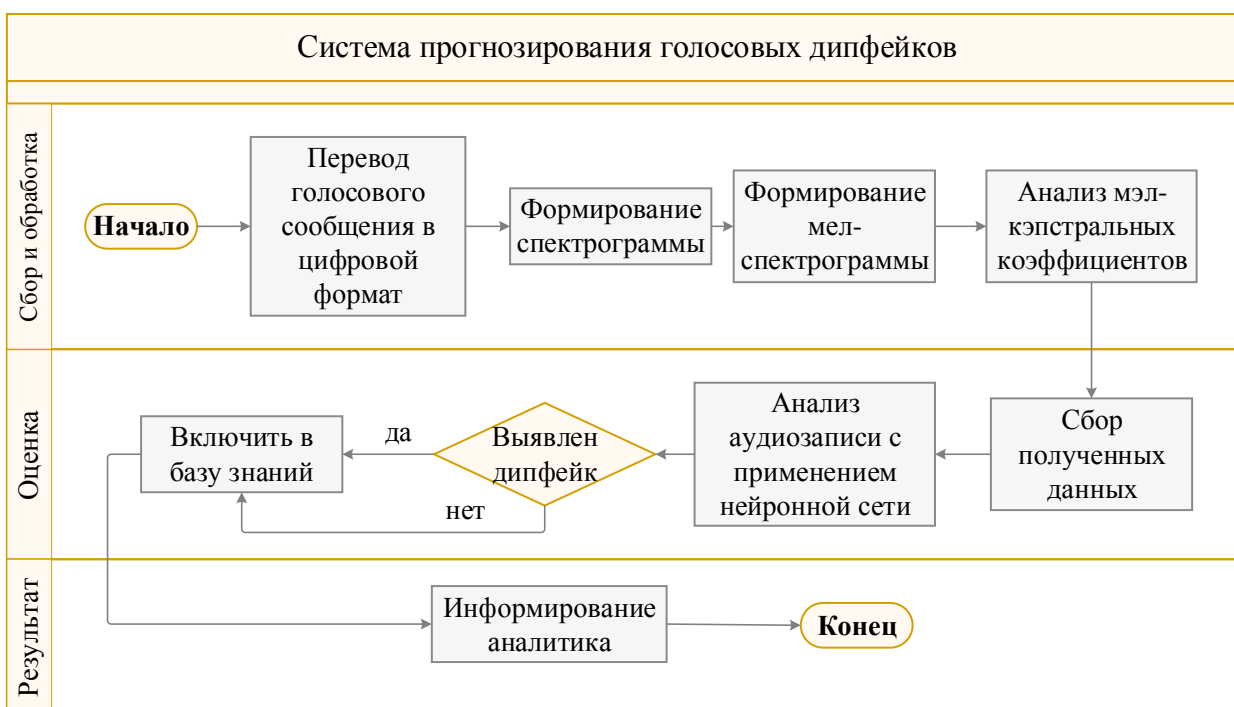 Система прогнозирования голосовых дипфейков
Сбор и обработка
Начало
Перевод
голосового
сообщения в
цифровой
формат
Формирование
спектрограммы
Формирование
мел-
спектрограммы
Анализ мэл-
кэпстральных
коэффициентов
Оценка
Включить в
базу знаний
да
нет
Выявлен
дипфейк
Анализ
аудиозаписи с
применением
нейронной сети
Сбор
полученных
данных
Результат
Информирование
аналитика
Конец